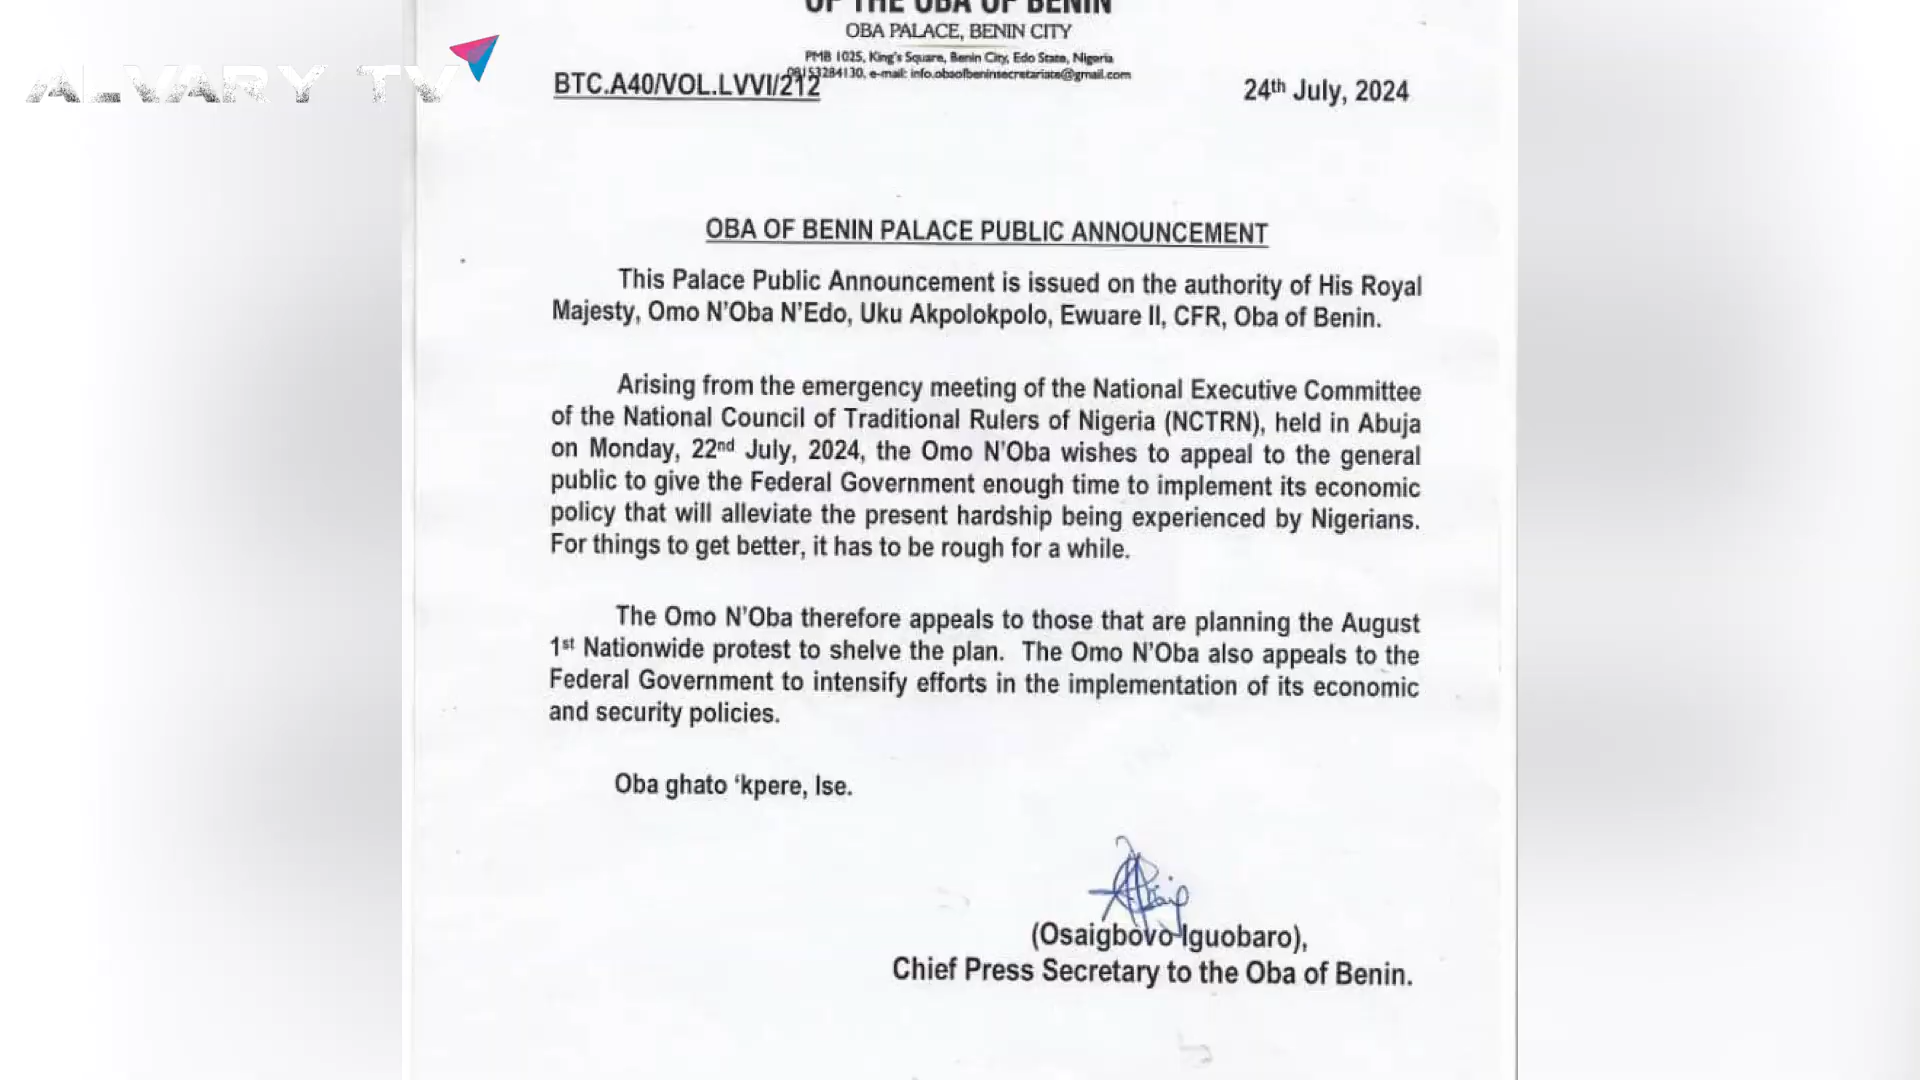 OF THE OBA OF BENIN
OBA PALACE, BENIN CITY
PMB 1025, King's Square, Benin City, Edo State, Nigeria
08153284130, e-mail: info.obaofbeninsecretariate@gmail.com
ALVARY TV
BTC.A40/VOL.LVVI/212
24th July, 2024
OBA OF BENIN PALACE PUBLIC ANNOUNCEMENT
This Palace Public Announcement is issued on the authority of His Royal
Majesty, Omo N'Oba N'Edo, Uku Akpolokpolo, Ewuare II, CFR, Oba of Benin.
Arising from the emergency meeting of the National Executive Committee
of the National Council of Traditional Rulers of Nigeria (NCTRN), held in Abuja
on Monday, 22nd July, 2024, the Omo N'Oba wishes to appeal to the general
public to give the Federal Government enough time to implement its economic
policy that will alleviate the present hardship being experienced by Nigerians.
For things to get better, it has to be rough for a while.
The Omo N'Oba therefore appeals to those that are planning the August
1st Nationwide protest to shelve the plan. The Omo N'Oba also appeals to the
Federal Government to intensify efforts in the implementation of its economic
and security policies.
Oba ghato 'kpere, Ise.
(Osaigbovo Iguobaro),
Chief Press Secretary to the Oba of Benin.